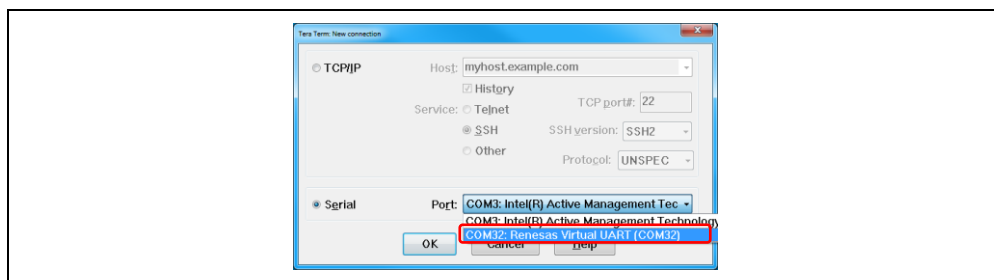 Tera Term: New connection
x
TCP/IP
Host: myhost.example.com
History
Service: Telnet
TCP port#: 22
SSH
SSH version: SSH2
Other
Protocol: UNSPEC
Serial
Port: COM3: Intel(R) Active Management Tec
COM3: Intel(R) Active Management Technology
COM32: Renesas Virtual UART (COM32)
OK Cancel Help